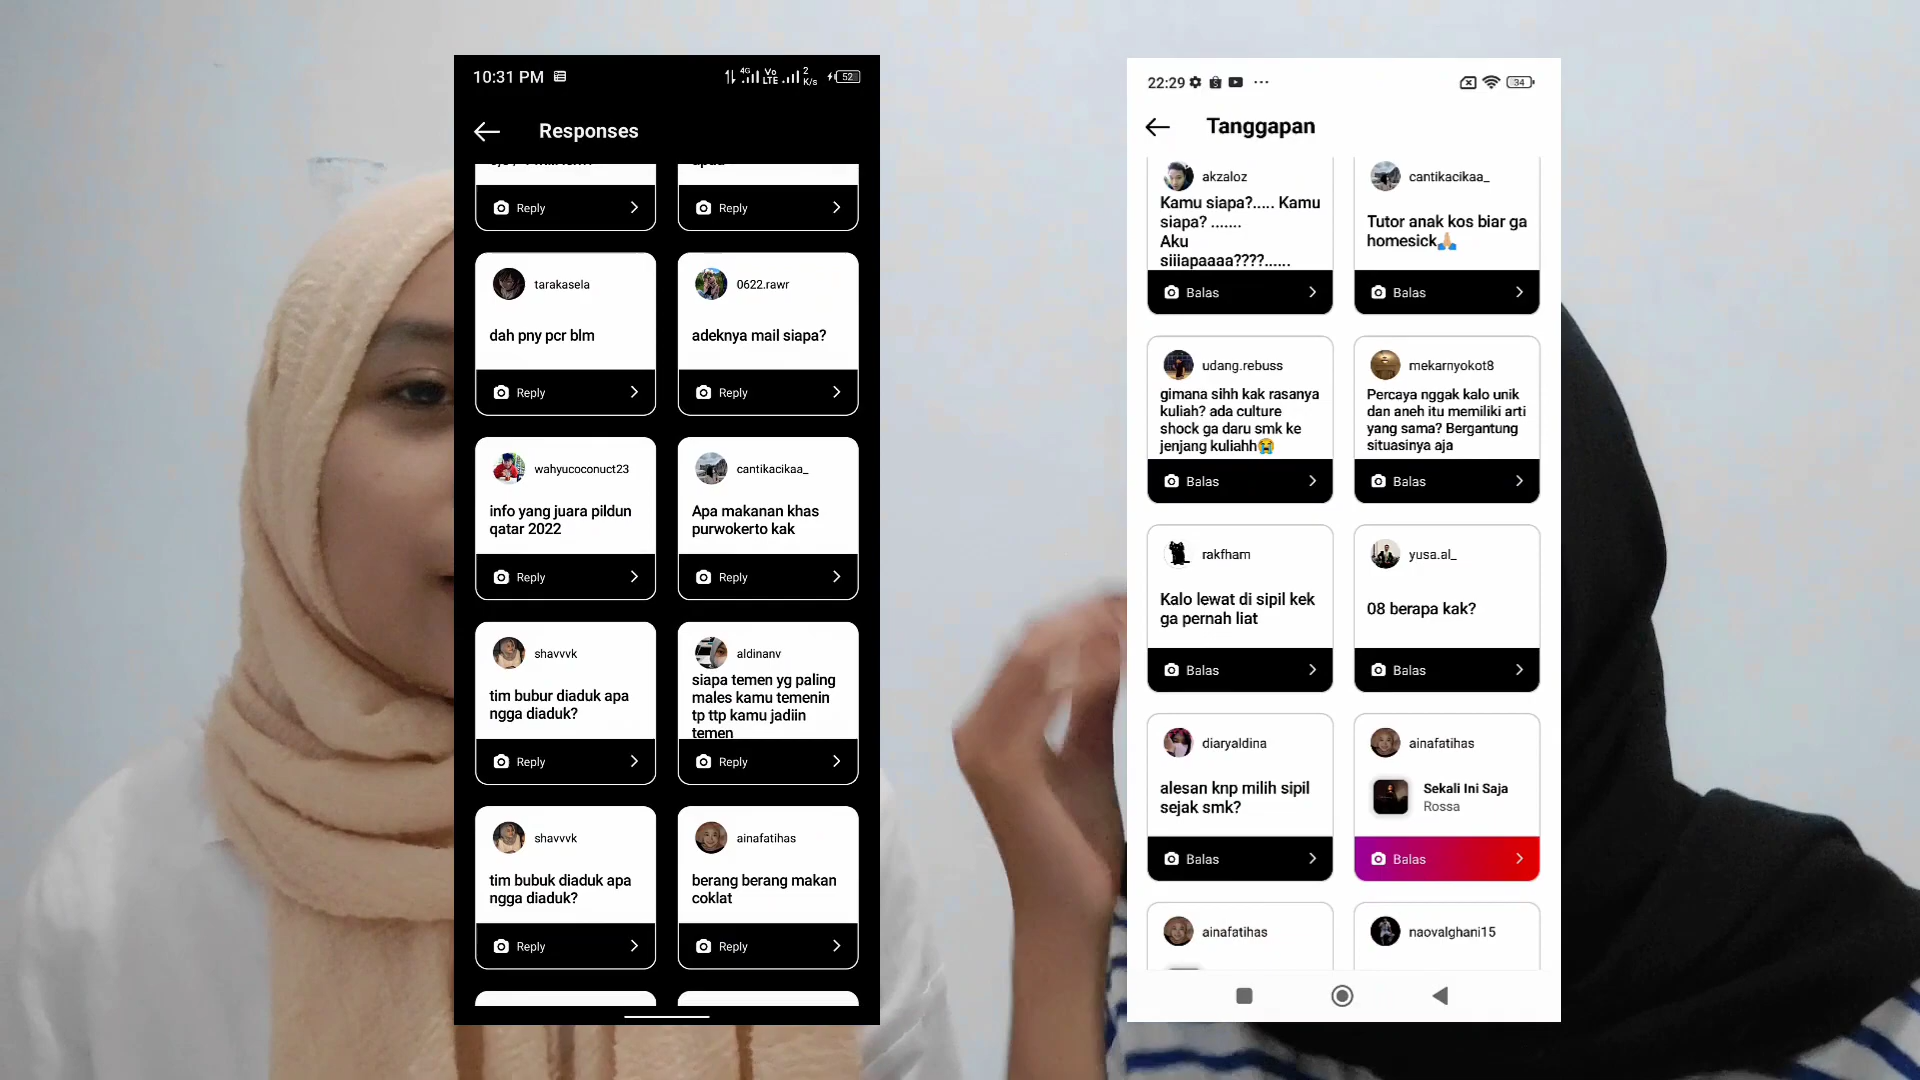 10:31 PM
4G
Vo
LTE
2
K/s
52
Responses
Reply
Reply
tarakasela
dah pny pcr blm
Reply
0622.rawr
adeknya mail siapa?
Reply
wahyucoconuct23
info yang juara pildun
qatar 2022
Reply
cantikacikaa_
Apa makanan khas
purwokerto kak
Reply
shavvvk
tim bubur diaduk apa
ngga diaduk?
Reply
aldinanv
siapa temen yg paling
males kamu temenin
tp ttp kamu jadiin
temen
Reply
shavvvk
tim bubuk diaduk apa
ngga diaduk?
Reply
ainafatihas
berang berang makan
coklat
Reply
22:29
34
Tanggapan
akzaloz
Kamu siapa?..... Kamu
siapa? .......
Aku
siiiapaaaa????......
Balas
cantikacikaa_
Tutor anak kos biar ga
homesick🙏🏻
Balas
udang.rebuss
gimana sihh kak rasanya
kuliah? ada culture
shock ga daru smk ke
jenjang kuliahh😭
Balas
mekarnyokot8
Percaya nggak kalo unik
dan aneh itu memiliki arti
yang sama? Bergantung
situasinya aja
Balas
rakfham
Kalo lewat di sipil kek
ga pernah liat
Balas
yusa.al_
08 berapa kak?
Balas
diaryaldina
alesan knp milih sipil
sejak smk?
Balas
ainafatihas
Sekali Ini Saja
Rossa
Balas
ainafatihas
naovalghani15